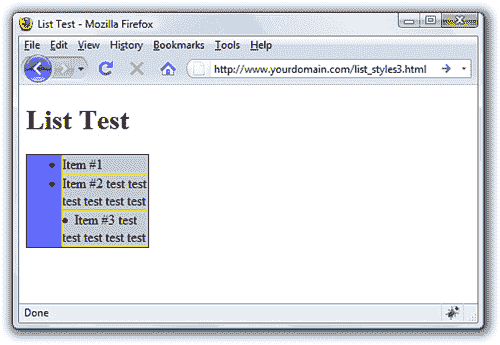 List Test - Mozilla Firefox
File Edit View History Bookmarks Tools Help
http://www.yourdomain.com/list_styles3.html
List Test
• Item #1
• Item #2 test test
test test test test
• Item #3 test
test test test test
Done